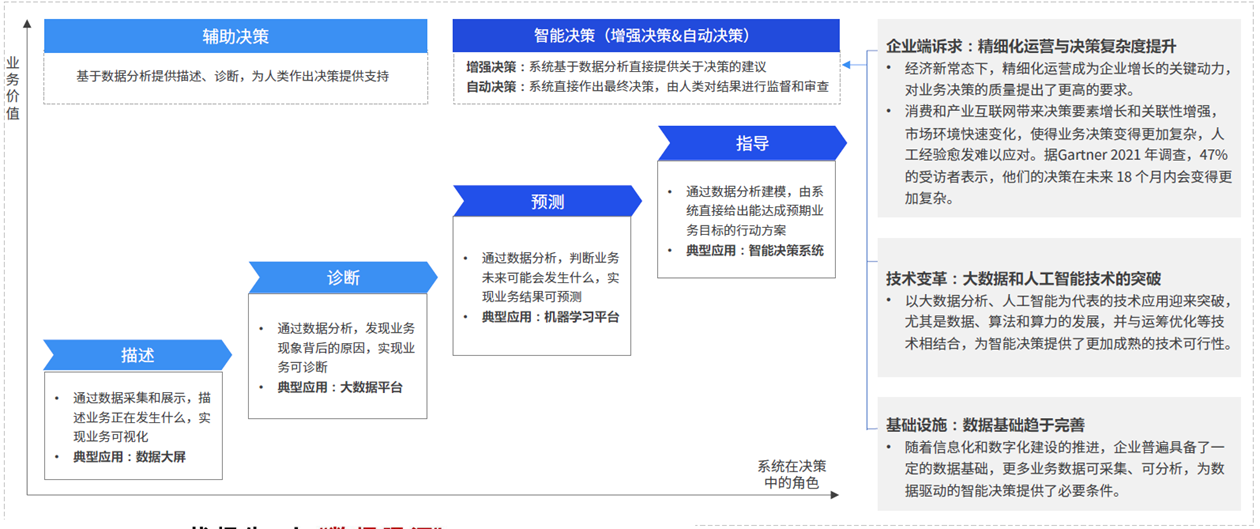 业务价值
辅助决策
基于数据分析提供描述、诊断，为人类作出决策提供支持
智能决策（增强决策&自动决策）
增强决策：系统基于数据分析直接提供关于决策的建议
自动决策：系统直接作出最终决策，由人类对结果进行监督和审查
描述
• 通过数据采集和展示，描
述业务正在发生什么，实
现业务可视化
• 典型应用：数据大屏
诊断
• 通过数据分析，发现业务
现象背后的原因，实现业
务可诊断
• 典型应用：大数据平台
预测
• 通过数据分析，判断业务
未来可能会发生什么，实
现业务结果可预测
• 典型应用：机器学习平台
指导
• 通过数据分析建模，由系
统直接给出能达成预期业
务目标的行动方案
• 典型应用：智能决策系统
系统在决策
中的角色
企业端诉求：精细化运营与决策复杂度提升
• 经济新常态下，精细化运营成为企业增长的关键动力，
对业务决策的质量提出了更高的要求。
• 消费和产业互联网带来决策要素增长和关联性增强，
市场环境快速变化，使得业务决策变得更加复杂，人
工经验愈发难以应对。据Gartner 2021 年调查，47%
的受访者表示，他们的决策在未来 18 个月内会变得更
加复杂。
技术变革：大数据和人工智能技术的突破
• 以大数据分析、人工智能为代表的技术应用迎来突破，
尤其是数据、算法和算力的发展，并与运筹优化等技
术相结合，为智能决策提供了更加成熟的技术可行性。
基础设施：数据基础趋于完善
• 随着信息化和数字化建设的推进，企业普遍具备了一
定的数据基础，更多业务数据可采集、可分析，为数
据驱动的智能决策提供了必要条件。